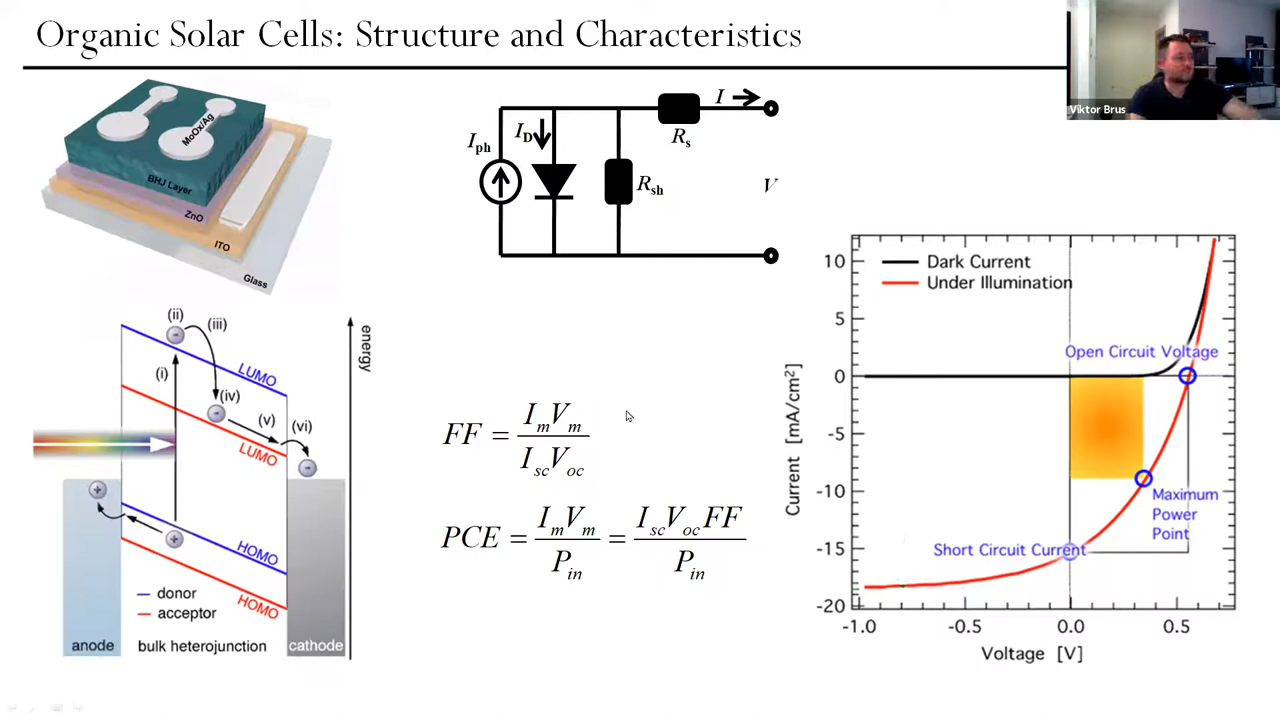 Organic Solar Cells: Structure and Characteristics
Viktor Brus
MoOx/Ag
BHJ Layer
ZnO
ITO
Glass
I
I_D
I_ph
R_s
R_sh
V
(ii)
(iii)
(i)
LUMO
(iv)
(v)
(vi)
LUMO
energy
HOMO
HOMO
donor
acceptor
anode
bulk heterojunction
cathode
FF = I_m V_m / I_sc V_oc
PCE = I_m V_m / P_in = I_sc V_oc FF / P_in
Dark Current
Under Illumination
Open Circuit Voltage
Maximum
Power
Point
Short Circuit Current
10
5
0
-5
-10
-15
-20
Current [mA/cm²]
-1.0 -0.5 0.0 0.5
Voltage [V]